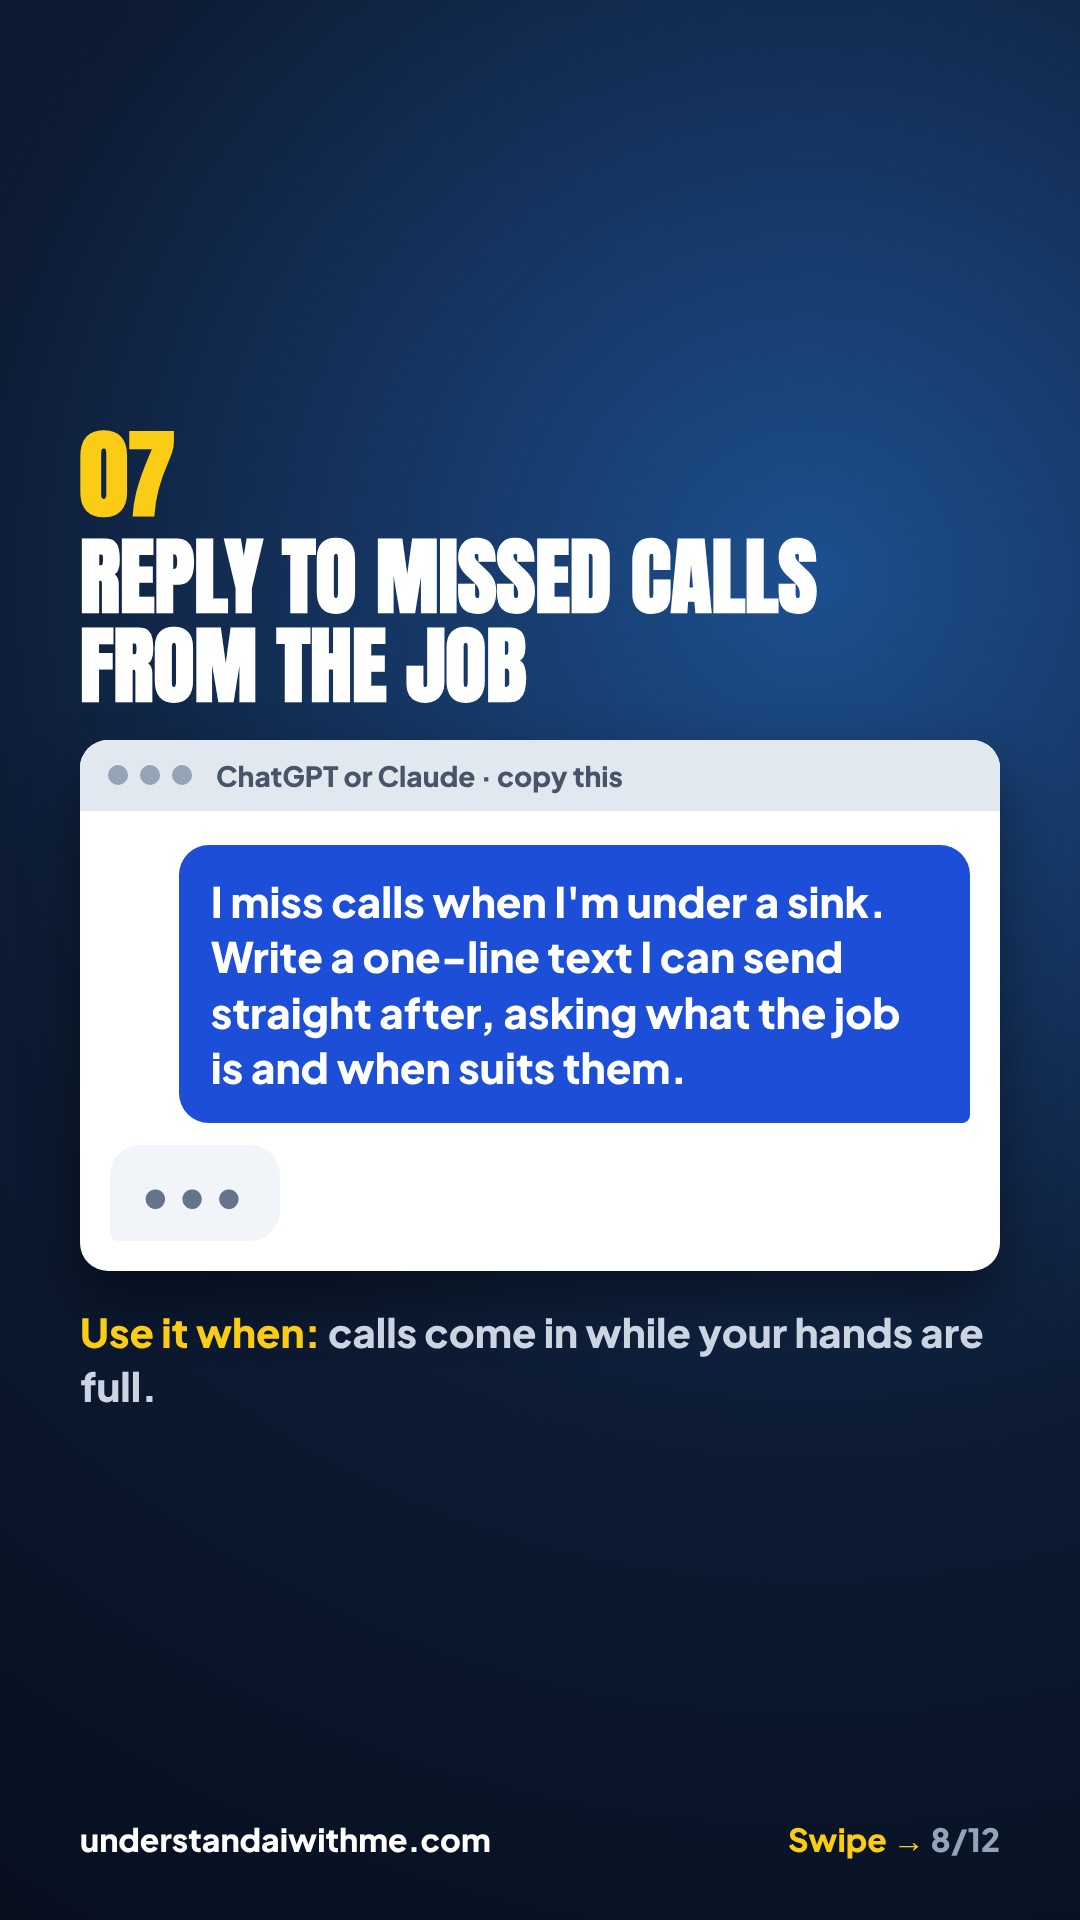 07
REPLY TO MISSED CALLS
FROM THE JOB
ChatGPT or Claude · copy this
I miss calls when I'm under a sink.
Write a one-line text I can send
straight after, asking what the job
is and when suits them.
Use it when: calls come in while your hands are
full.
understandaiwithme.com
Swipe → 8/12